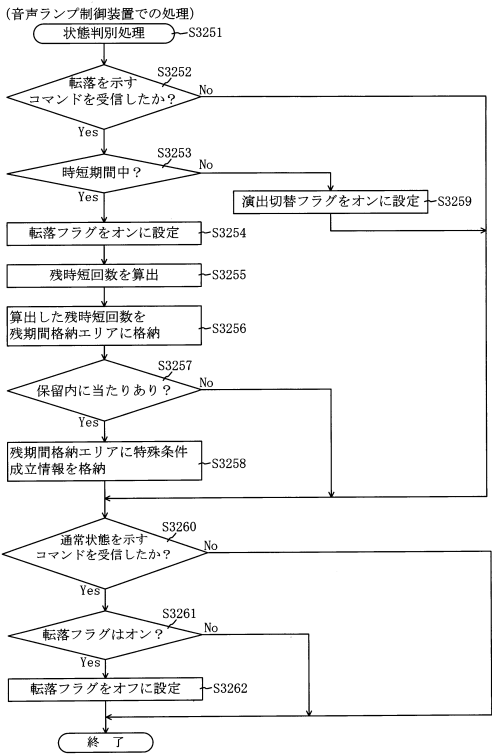 (音声ランプ制御装置での処理)
状態判別処理
S3251
転落を示す
コマンドを受信したか?
S3252
No
Yes
時短期間中?
S3253
No
Yes
演出切替フラグをオンに設定
S3259
転落フラグをオンに設定
S3254
残時短回数を算出
S3255
算出した残時短回数を
残期間格納エリアに格納
S3256
保留内に当たりあり?
S3257
No
Yes
残期間格納エリアに特殊条件
成立情報を格納
S3258
通常状態を示す
コマンドを受信したか?
S3260
No
Yes
転落フラグはオン?
S3261
No
Yes
転落フラグをオフに設定
S3262
終 了